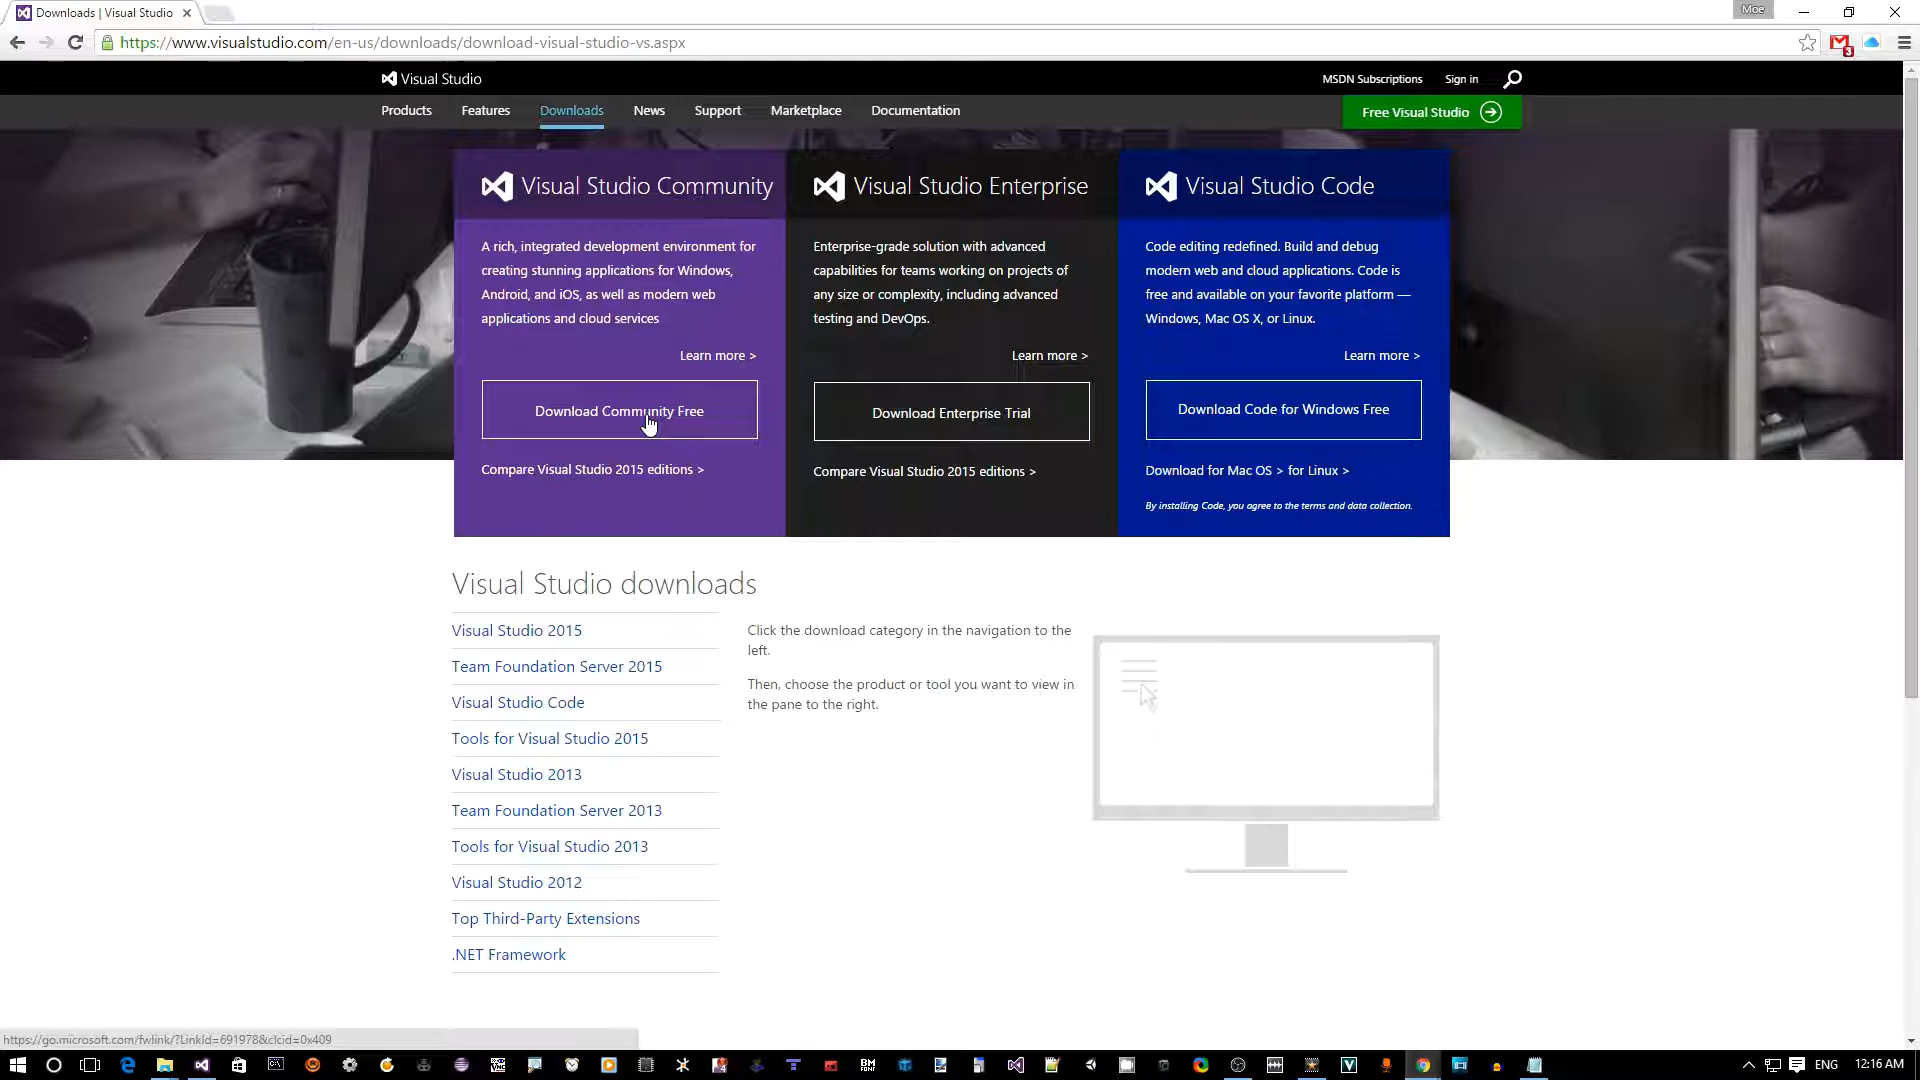 Downloads | Visual Studio
Moe
https://www.visualstudio.com/en-us/downloads/download-visual-studio-vs.aspx
3
Visual Studio
MSDN Subscriptions
Sign in
Products
Features
Downloads
News
Support
Marketplace
Documentation
Free Visual Studio
Visual Studio Community
A rich, integrated development environment for
creating stunning applications for Windows,
Android, and iOS, as well as modern web
applications and cloud services
Learn more >
Download Community Free
Compare Visual Studio 2015 editions >
Visual Studio Enterprise
Enterprise-grade solution with advanced
capabilities for teams working on projects of
any size or complexity, including advanced
testing and DevOps.
Learn more >
Download Enterprise Trial
Compare Visual Studio 2015 editions >
Visual Studio Code
Code editing redefined. Build and debug
modern web and cloud applications. Code is
free and available on your favorite platform —
Windows, Mac OS X, or Linux.
Learn more >
Download Code for Windows Free
Download for Mac OS > for Linux >
By installing Code, you agree to the terms and data collection.
Visual Studio downloads
Visual Studio 2015
Team Foundation Server 2015
Visual Studio Code
Tools for Visual Studio 2015
Visual Studio 2013
Team Foundation Server 2013
Tools for Visual Studio 2013
Visual Studio 2012
Top Third-Party Extensions
.NET Framework
Click the download category in the navigation to the
left.
Then, choose the product or tool you want to view in
the pane to the right.
https://go.microsoft.com/fwlink/?LinkId=691978&clcid=0x409
BM
FONT
ENG
12:16 AM